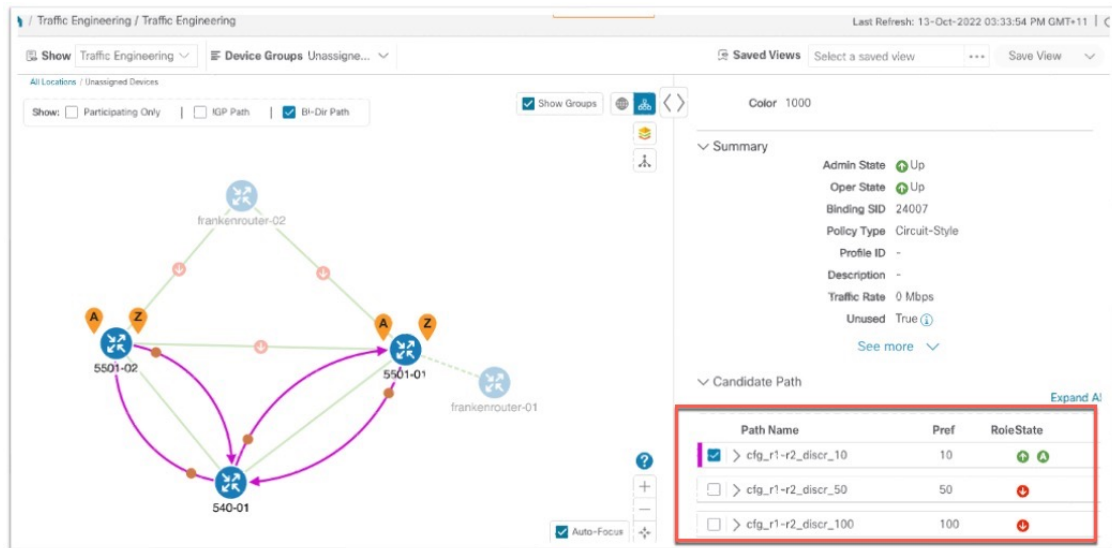 / Traffic Engineering / Traffic Engineering
Last Refresh: 13-Oct-2022 03:33:54 PM GMT+11 |
Show Traffic Engineering Device Groups Unassigne... Saved Views Select a saved view ... Save View
All Locations / Unassigned Devices
Show: Participating Only | IGP Path | Bi-Dir Path
Show Groups
Color 1000
Summary
Admin State Up
Oper State Up
Binding SID 24007
Policy Type Circuit-Style
Profile ID -
Description -
Traffic Rate 0 Mbps
Unused True
See more
frankenrouter-02
A Z
A Z
5501-02
5501-01
frankenrouter-01
540-01
?
Auto-Focus
Candidate Path
Expand Al
Path Name Pref RoleState
cfg_r1-r2_discr_10 10 A
cfg_r1-r2_discr_50 50
cfg_r1-r2_discr_100 100